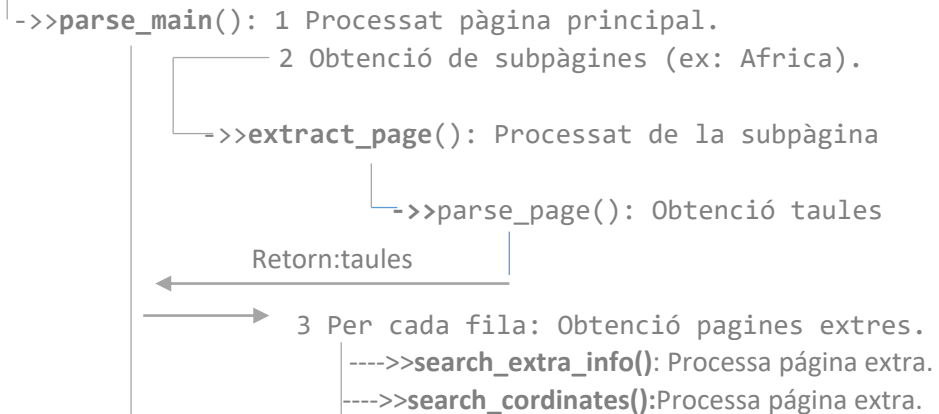 ->>parse_main(): 1 Processat pàgina principal.
2 Obtenció de subpàgines (ex: Africa).
->>extract_page(): Processat de la subpàgina
->>parse_page(): Obtenció taules
Retorn:taules
3 Per cada fila: Obtenció pagines extres.
---->>search_extra_info(): Processa página extra.
---->>search_cordinates():Processa página extra.